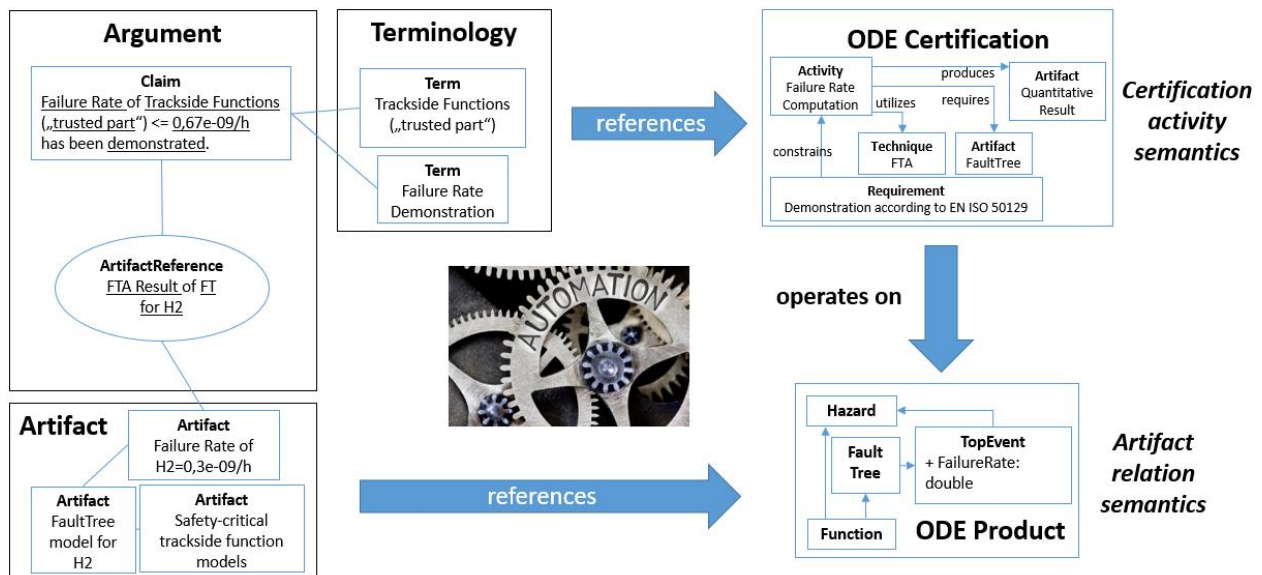 Argument
Claim
Failure Rate of Trackside Functions
(„trusted part“) <= 0,67e-09/h
has been demonstrated.
ArtifactReference
FTA Result of FT
for H2
Terminology
Term
Trackside Functions
(„trusted part“)
Term
Failure Rate
Demonstration
references
ODE Certification
Activity
Failure Rate
Computation
produces
Artifact
Quantitative
Result
utilizes
requires
constrains
Technique
FTA
Artifact
FaultTree
Requirement
Demonstration according to EN ISO 50129
Certification
activity
semantics
AUTOMATION
operates on
Artifact
Artifact
Failure Rate of
H2=0,3e-09/h
Artifact
FaultTree
model for
H2
Artifact
Safety-critical
trackside function
models
references
Hazard
Fault
Tree
TopEvent
+ FailureRate:
double
Function
ODE Product
Artifact
relation
semantics